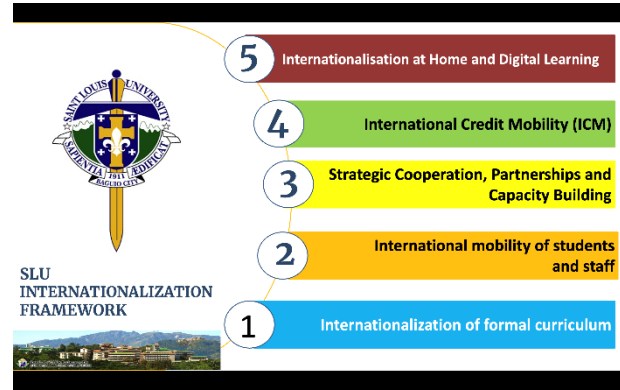 5
Internationalisation at Home and Digital Learning
4
International Credit Mobility (ICM)
3
Strategic Cooperation, Partnerships and
Capacity Building
2
International mobility of students
and staff
1
Internationalization of formal curriculum
SAINT LOUIS UNIVERSITY
SAPIENTIA ÆDIFICAT
1911
BAGUIO CITY
SLU
INTERNATIONALIZATION
FRAMEWORK